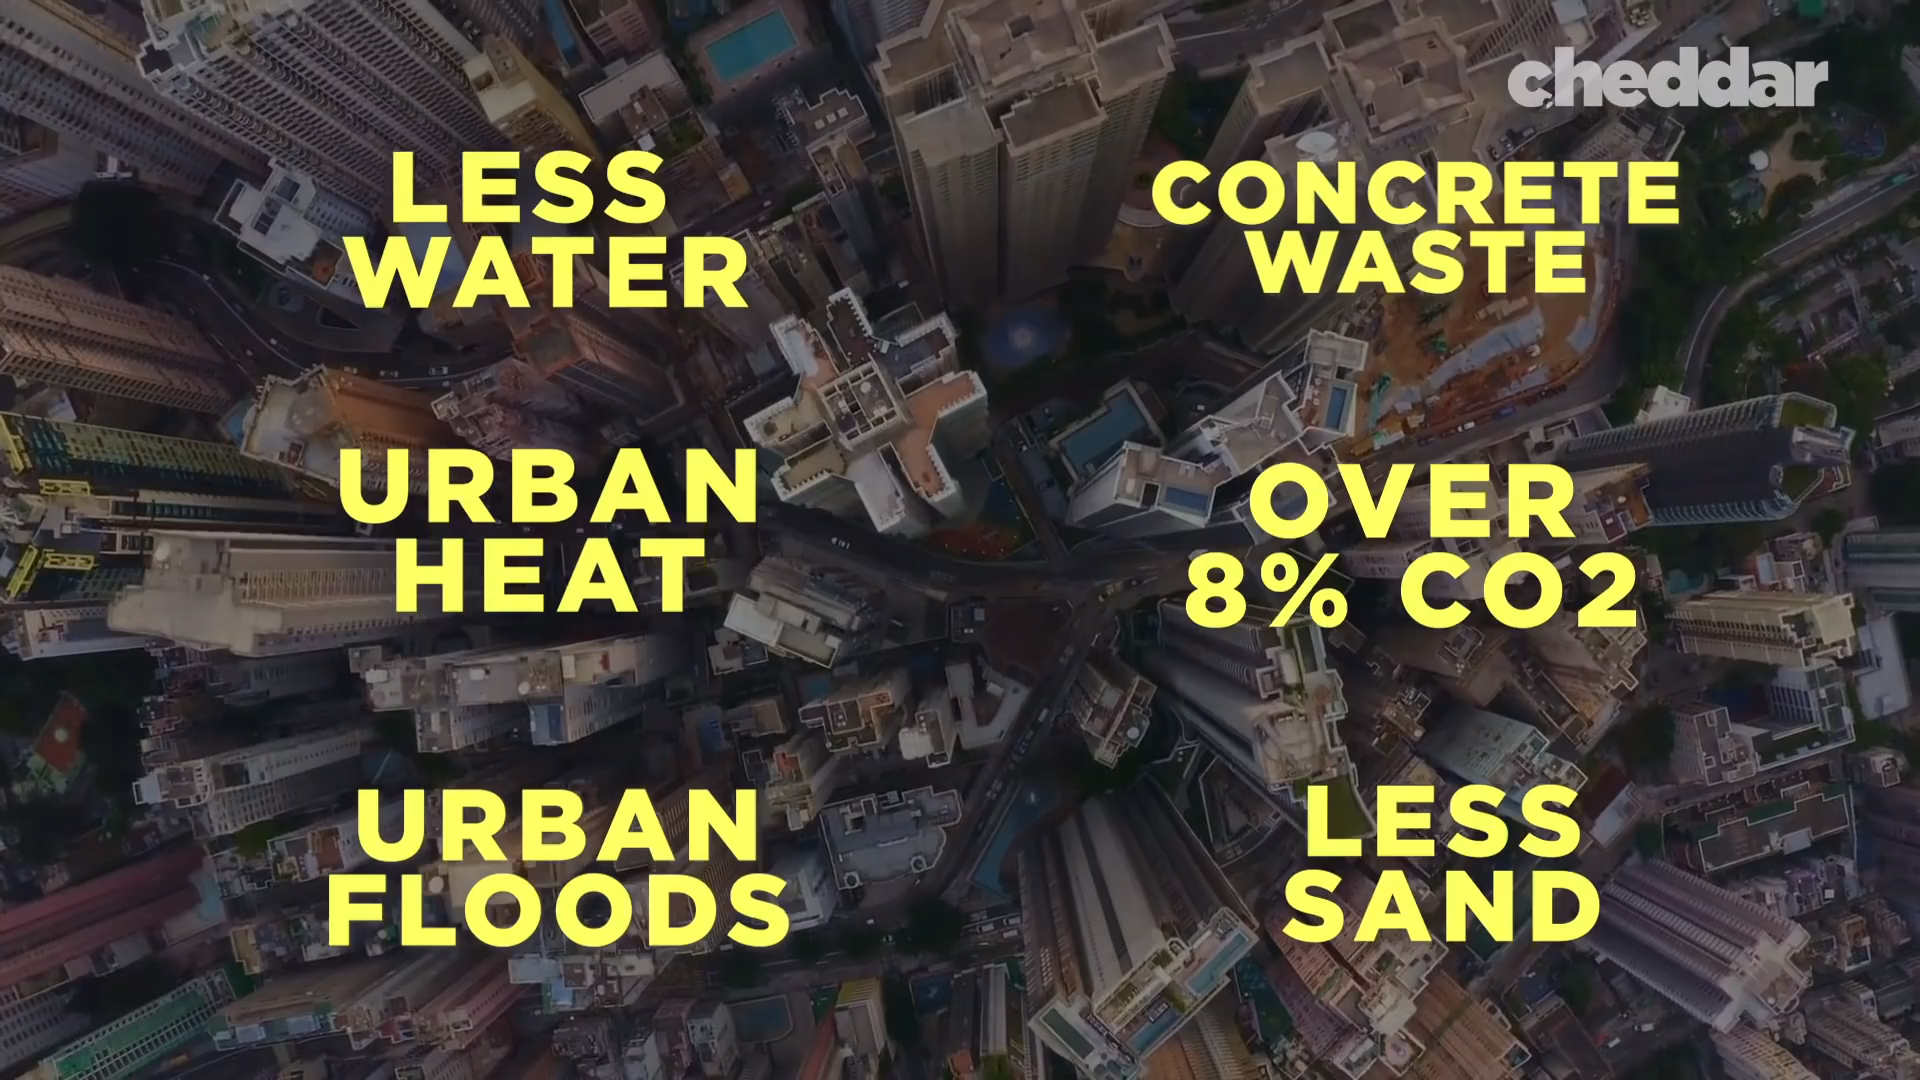 cheddar
LESS
WATER
CONCRETE
WASTE
URBAN
HEAT
OVER
8% CO2
URBAN
FLOODS
LESS
SAND